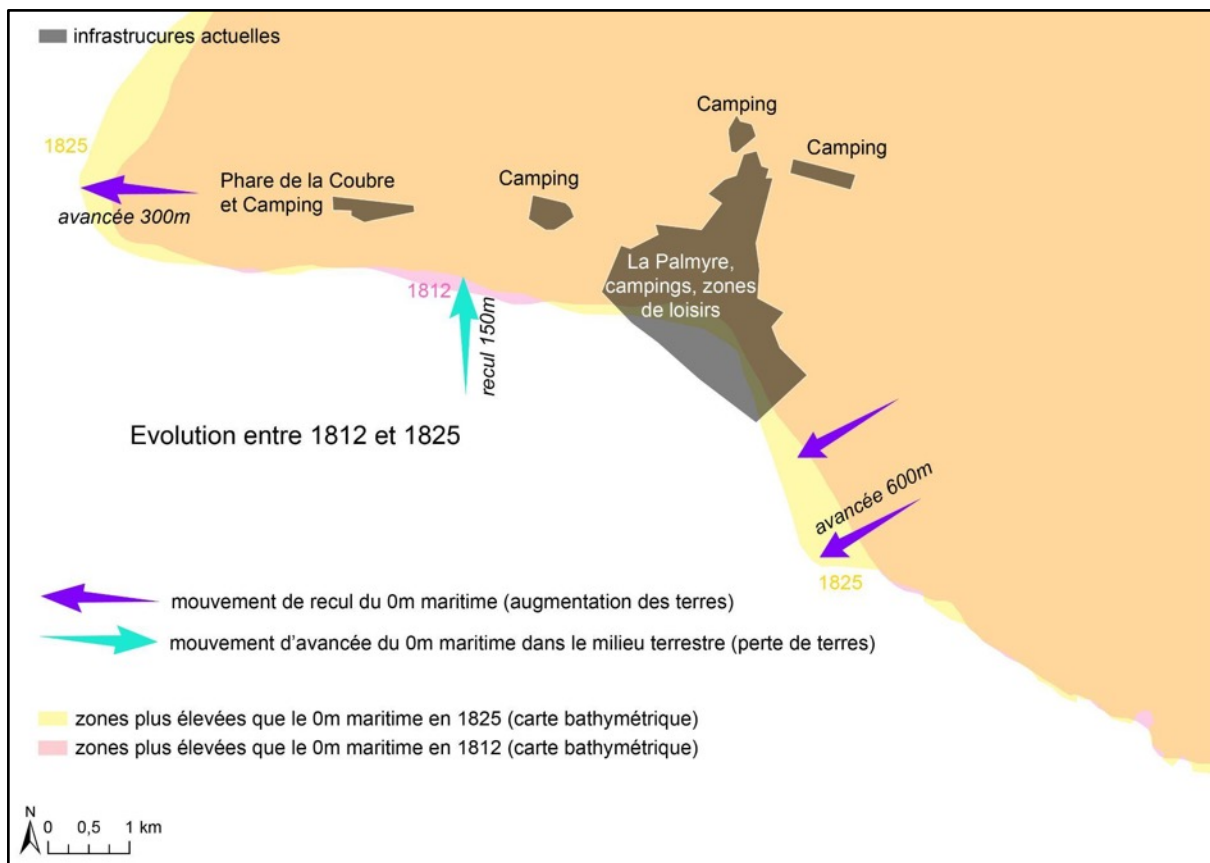 infrastrucures actuelles
Camping
1825
Camping
Phare de la Coubre
et Camping
Camping
avancée 300m
La Palmyre,
campings, zones
de loisirs
1812
recul 150m
Evolution entre 1812 et 1825
avancée 600m
1825
mouvement de recul du 0m maritime (augmentation des terres)
mouvement d'avancée du 0m maritime dans le milieu terrestre (perte de terres)
zones plus élevées que le 0m maritime en 1825 (carte bathymétrique)
zones plus élevées que le 0m maritime en 1812 (carte bathymétrique)
N
0 0,5 1 km